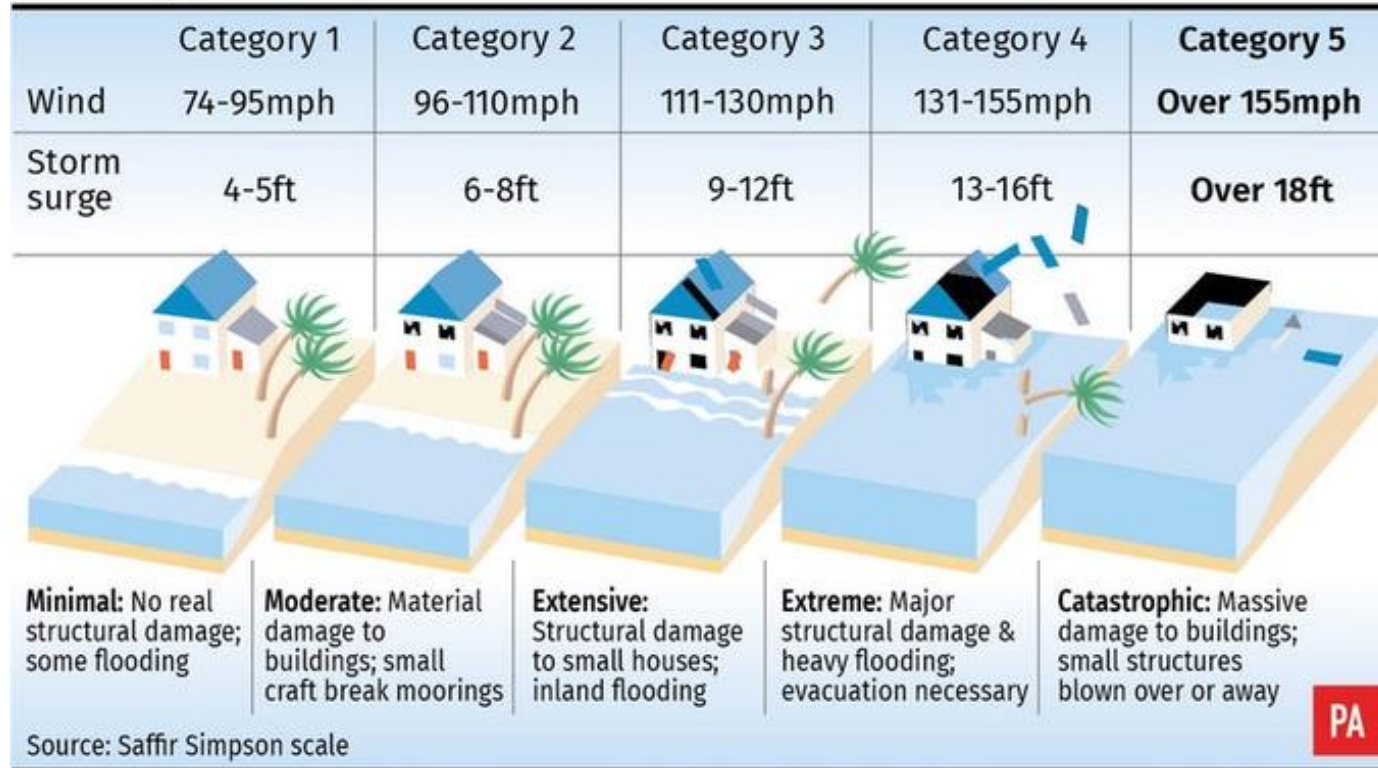 Category 1 Category 2 Category 3 Category 4 Category 5
Wind 74-95mph 96-110mph 111-130mph 131-155mph Over 155mph
Storm
surge 4-5ft 6-8ft 9-12ft 13-16ft Over 18ft
Minimal: No real
structural damage;
some flooding
Moderate: Material
damage to
buildings; small
craft break moorings
Extensive:
Structural damage
to small houses;
inland flooding
Extreme: Major
structural damage &
heavy flooding;
evacuation necessary
Catastrophic: Massive
damage to buildings;
small structures
blown over or away
Source: Saffir Simpson scale
PA